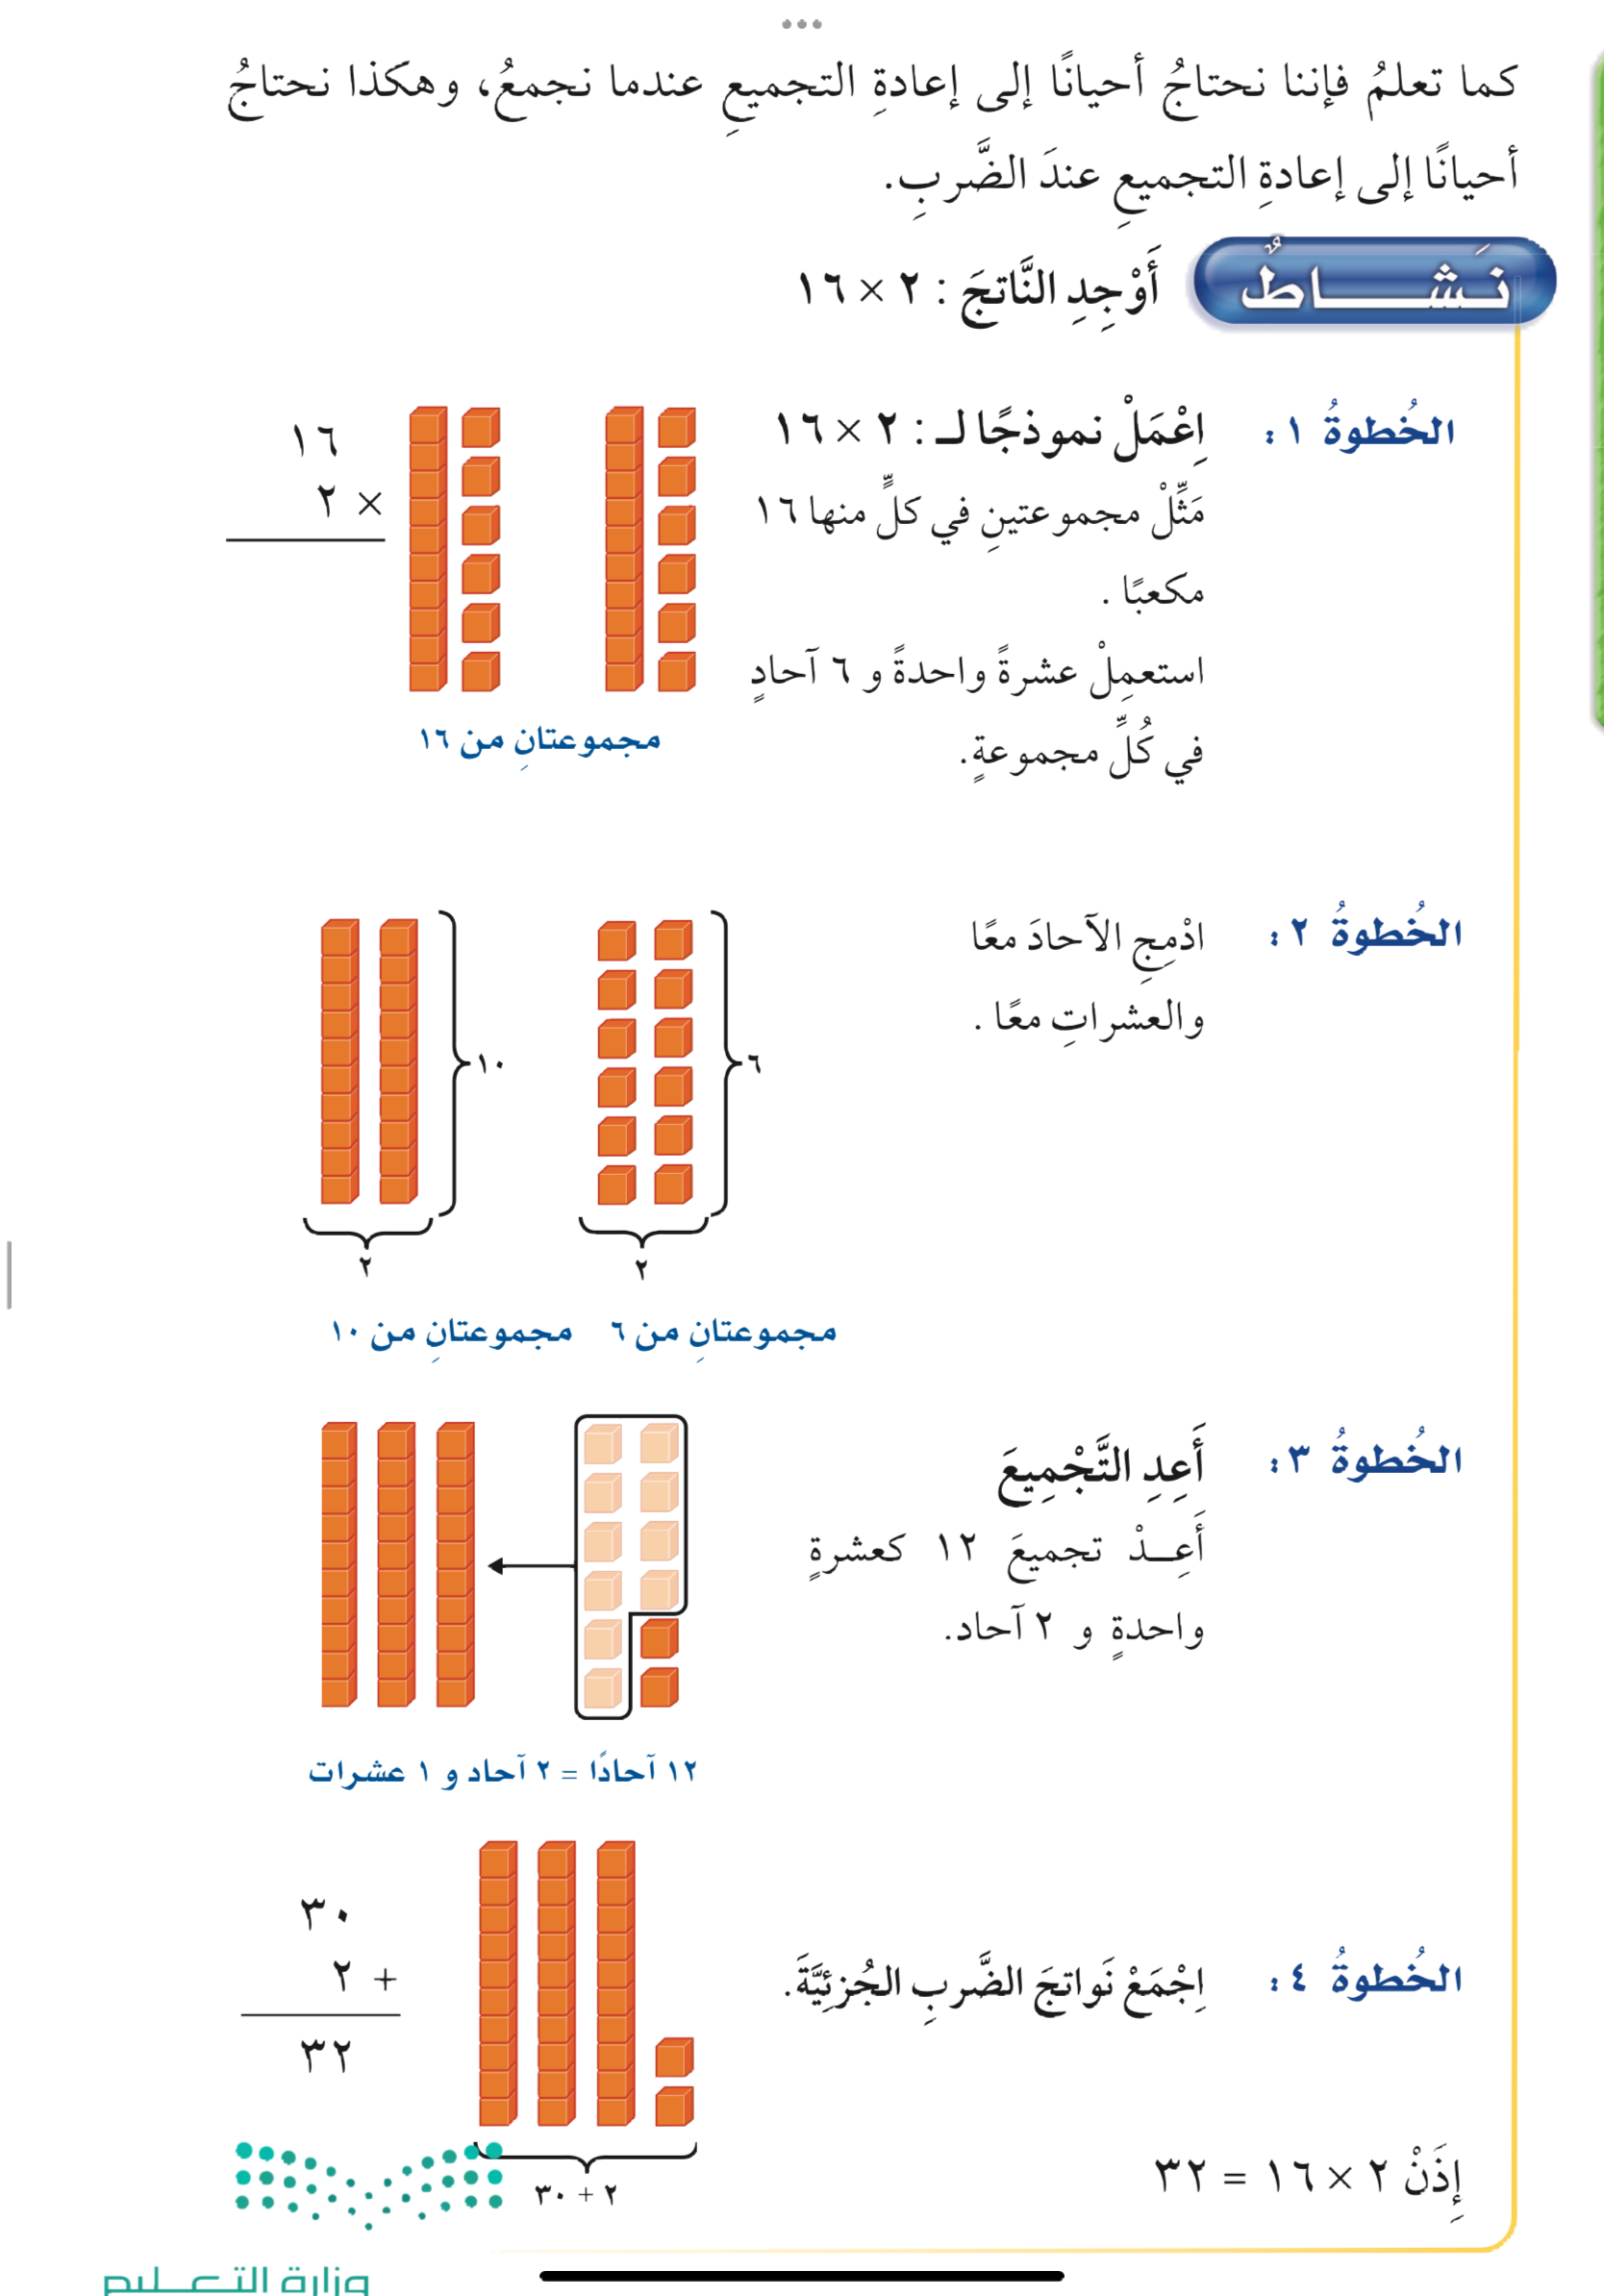 كما تعلمُ فإننا نحتاجُ أحيانًا إلى إعادةِ التجميعِ عندما نجمعُ، وهكذا نحتاجُ
أحيانًا إلى إعادةِ التجميعِ عندَ الضَّربِ.
نَشاطٌ
أَوْجِدِ النَّاتجَ : ٢ × ١٦
الخُطوةُ ١ :
اِعْمَلْ نموذجًا لـ : ٢ × ١٦
مَثِّلْ مجموعتينِ في كلٍّ منها ١٦
مكعبًا .
استعمِلْ عشرةً واحدةً و ٦ آحادٍ
في كُلِّ مجموعةٍ.
١٦
× ٢
مجموعتانِ من ١٦
الخُطوةُ ٢ :
ادْمِجِ الآحادَ معًا
والعشراتِ معًا .
٦
١٠
٢
٢
مجموعتانِ من ٦
مجموعتانِ من ١٠
الخُطوةُ ٣ :
أَعِدِ التَّجْمِيعَ
أَعِـدْ تجميعَ ١٢ كعشرةٍ
واحدةٍ و ٢ آحاد.
١٢ آحادًا = ٢ آحاد و ١ عشرات
الخُطوةُ ٤ :
اِجْمَعْ نَواتجَ الضَّربِ الجُزئِيَّةَ.
٣٠
+ ٢
٣٢
٢ + ٣٠
إِذَنْ ٢ × ١٦ = ٣٢
وزارة التعليم